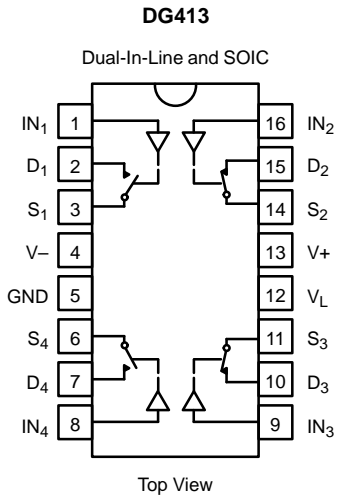 DG413
Dual-In-Line and SOIC
IN₁ 1 16 IN₂
D₁ 2 15 D₂
S₁ 3 14 S₂
V– 4 13 V+
GND 5 12 V_L
S₄ 6 11 S₃
D₄ 7 10 D₃
IN₄ 8 9 IN₃
Top View